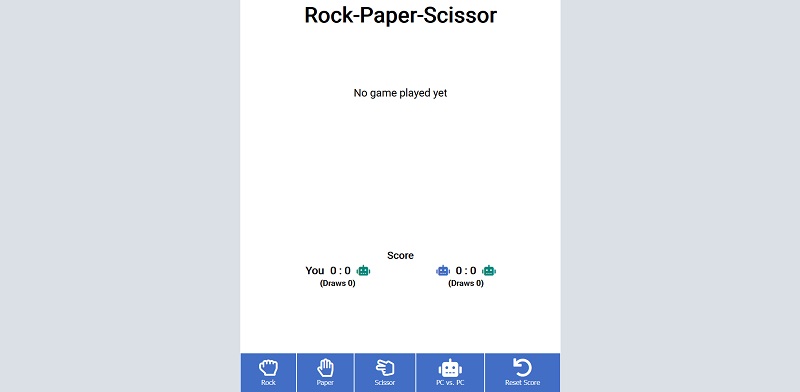 Rock-Paper-Scissor
No game played yet
Score
You 0 : 0
0 : 0
(Draws 0)
(Draws 0)
Rock
Paper
Scissor
PC vs. PC
Reset Score